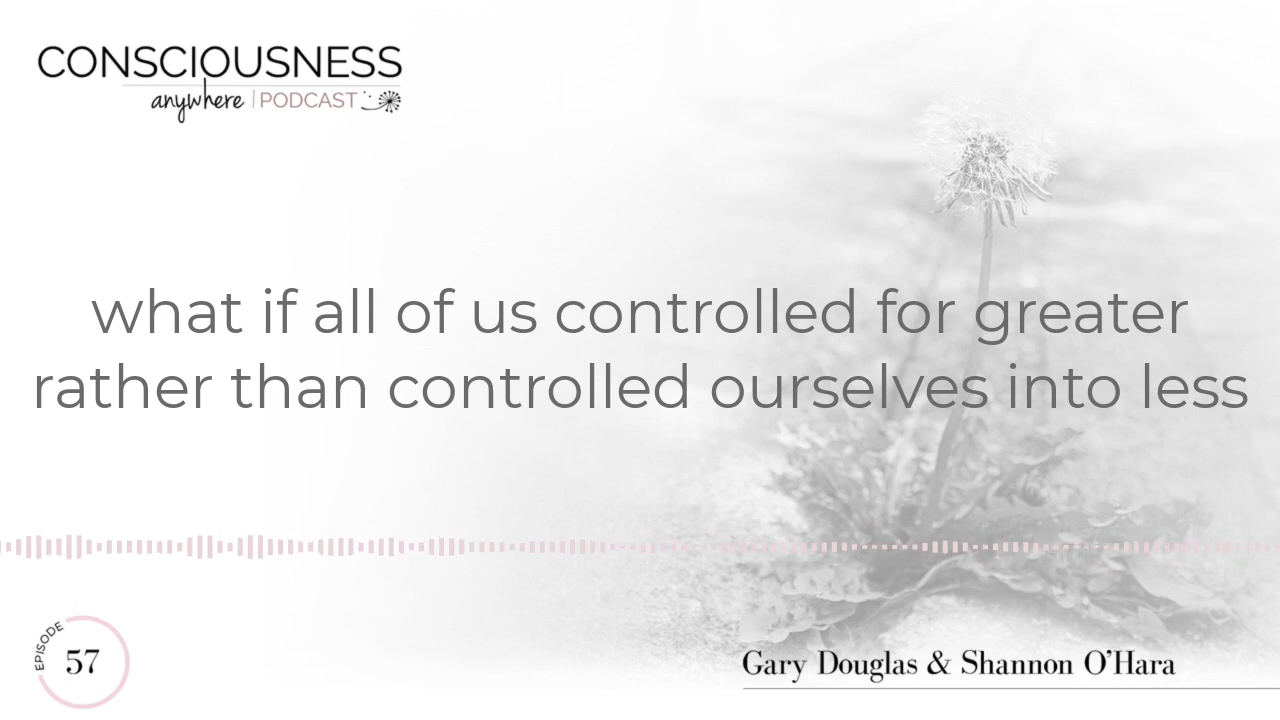 CONSCIOUSNESS
anywhere | PODCAST
what if all of us controlled for greater
rather than controlled ourselves into less
EPISODE
57
Gary Douglas & Shannon O'Hara